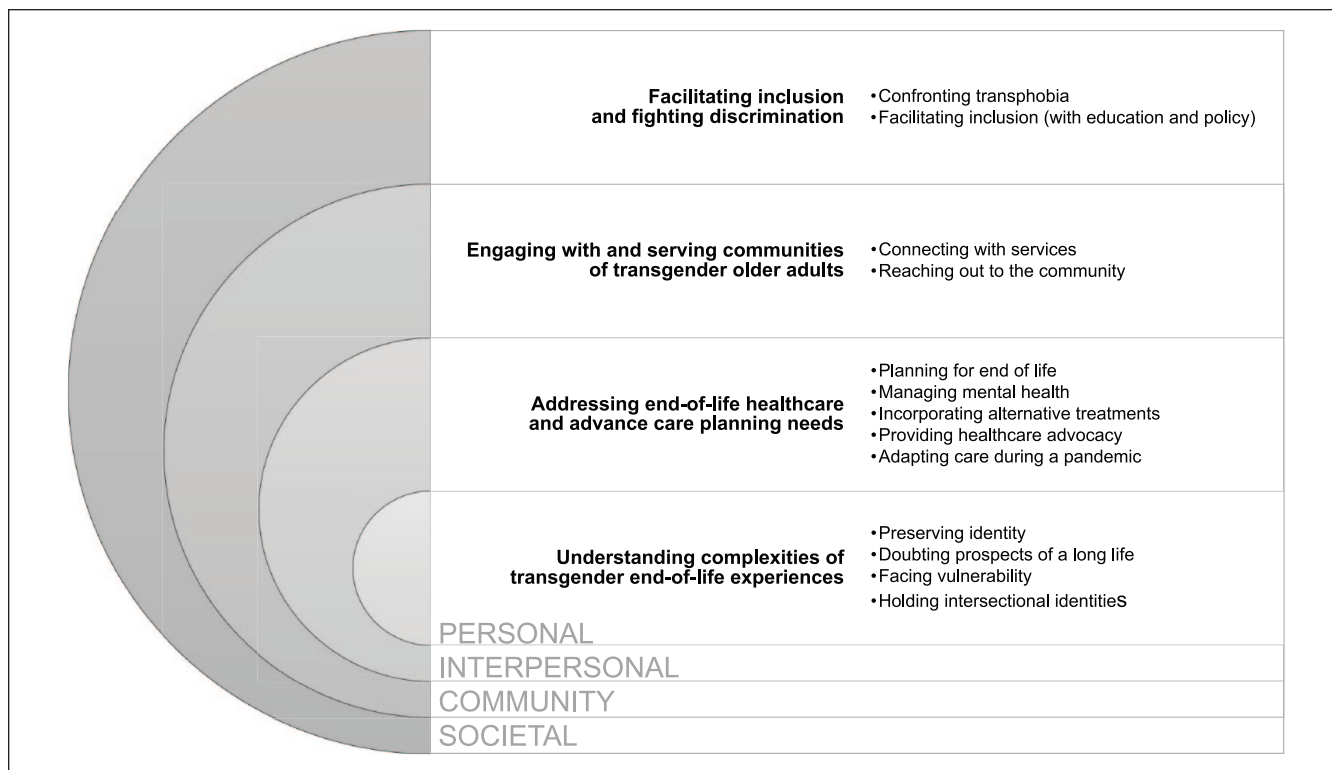 Facilitating inclusion
and fighting discrimination
•Confronting transphobia
•Facilitating inclusion (with education and policy)
Engaging with and serving communities
of transgender older adults
•Connecting with services
•Reaching out to the community
Addressing end-of-life healthcare
and advance care planning needs
•Planning for end of life
•Managing mental health
•Incorporating alternative treatments
•Providing healthcare advocacy
•Adapting care during a pandemic
Understanding complexities of
transgender end-of-life experiences
•Preserving identity
•Doubting prospects of a long life
•Facing vulnerability
•Holding intersectional identities
PERSONAL
INTERPERSONAL
COMMUNITY
SOCIETAL